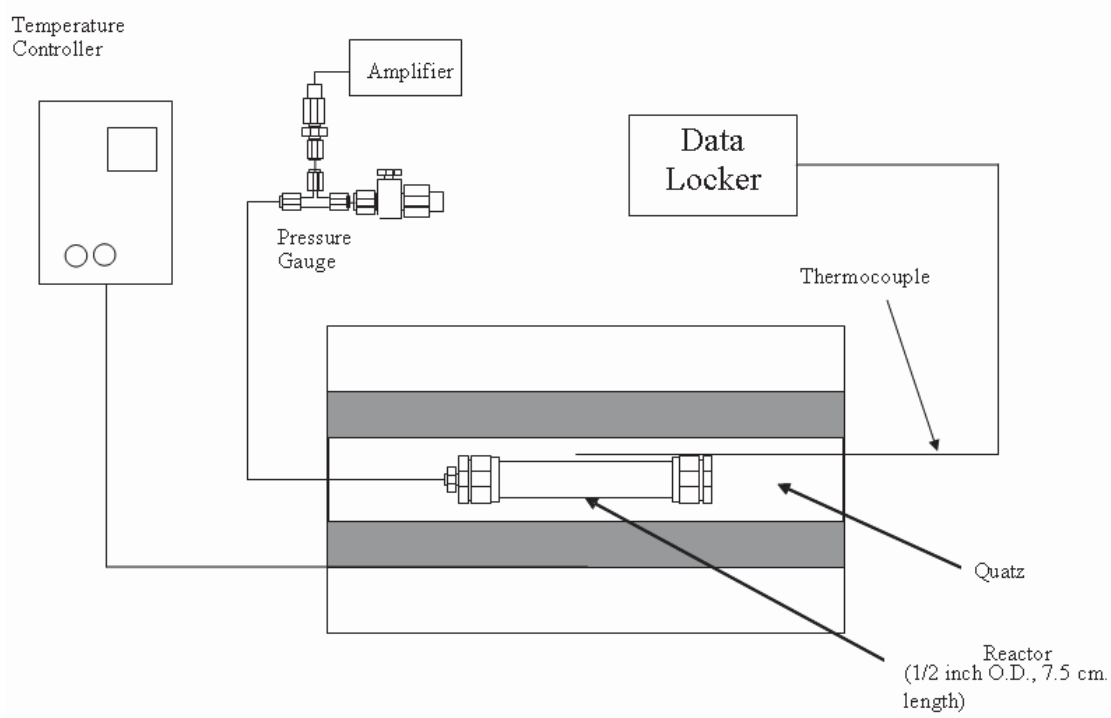 Temperature
Controller
Amplifier
Data
Locker
Pressure
Gauge
Thermocouple
Quatz
Reactor
(1/2 inch O.D., 7.5 cm.
length)